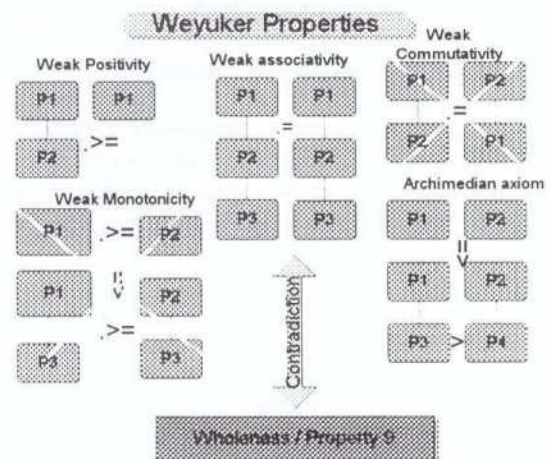 Weyuker Properties
Weak Positivity
P1 P1
P2 .>=
Weak associativity
P1 P1
.=
P2 P2
P3 P3
Weak
Commutativity
P1 P2
.=
P2 P1
Weak Monotonicity
P1 .>= P2
P1 P2
.>=
P3 P3
Archimedian axiom
P1 P2
P1 P2
P3 > P4
Contradiction
Wholeness / Property 9